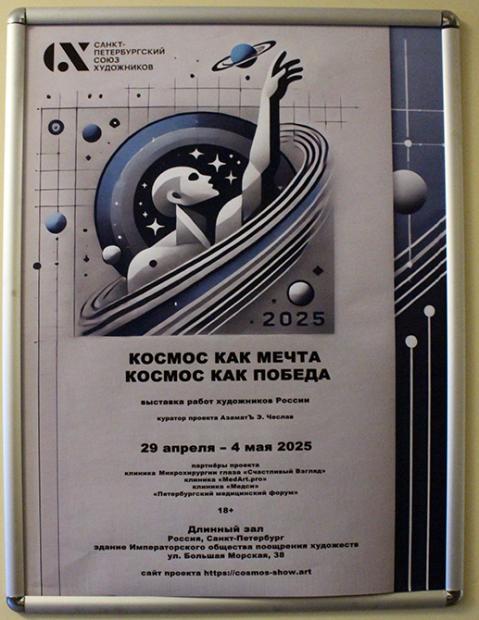 САНКТ-
ПЕТЕРБУРГСКИЙ
СОЮЗ
ХУДОЖНИКОВ
2025
КОСМОС КАК МЕЧТА
КОСМОС КАК ПОБЕДА
выставка работ художников России
куратор проекта АзаматЪ Э. Чеслав
29 апреля – 4 мая 2025
партнёры проекта
клиника Микрохирургии глаза «Счастливый Взгляд»
клиника «MedArt.pro»
клиника «Медси»
«Петербургский медицинский форум»
18+
Длинный зал
Россия, Санкт-Петербург
здание Императорского общества поощрения художеств
ул. Большая Морская, 38
сайт проекта https://cosmos-show.art